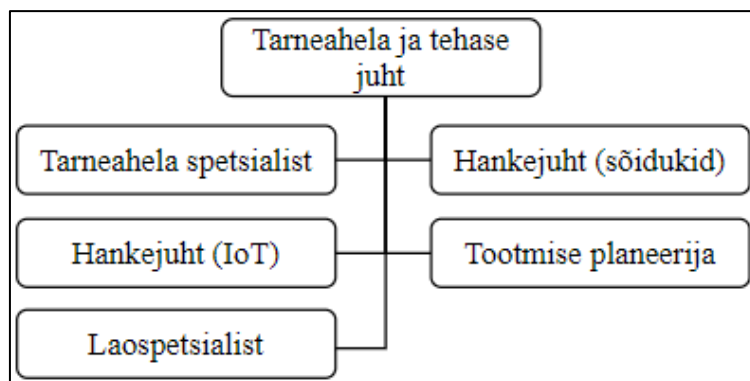 Tarneahela ja tehase
juht
Tarneahela spetsialist
Hankejuht (sõidukid)
Hankejuht (IoT)
Tootmise planeerija
Laospetsialist